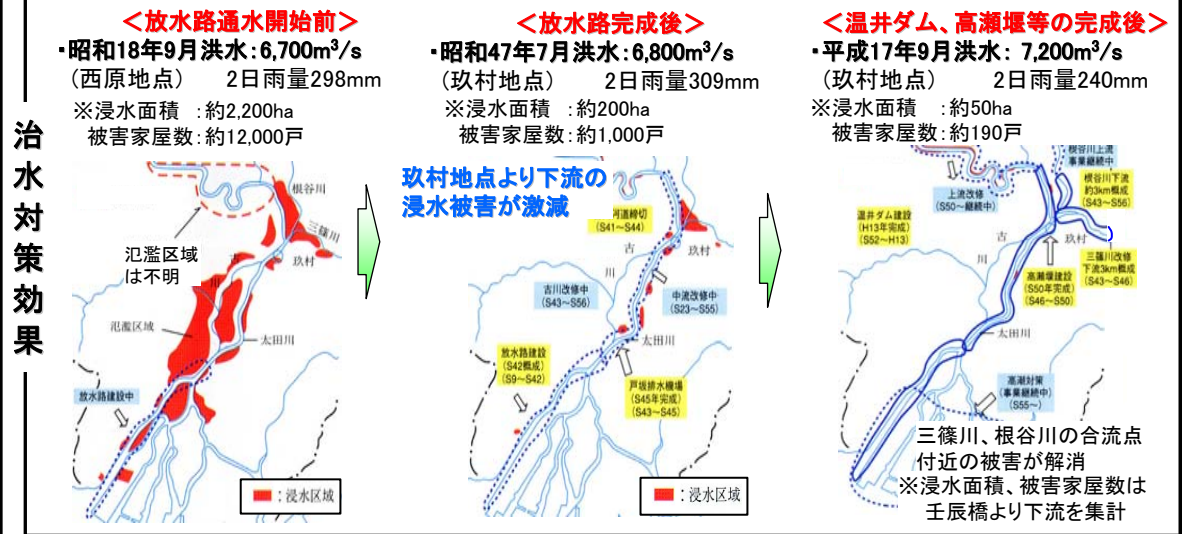 治水対策効果
<放水路通水開始前>
・昭和18年9月洪水:6,700m³/s
(西原地点) 2日雨量298mm
※浸水面積 :約2,200ha
被害家屋数:約12,000戸
根谷川
三篠川
氾濫区域
は不明
古
川
玖村
氾濫区域
太田川
放水路建設中
:浸水区域
<放水路完成後>
・昭和47年7月洪水:6,800m³/s
(玖村地点) 2日雨量309mm
※浸水面積 :約200ha
被害家屋数:約1,000戸
玖村地点より下流の
浸水被害が激減
河道締切
(S41~S44)
古
川
玖村
古川改修中
(S43~S56)
中流改修中
(S23~S55)
太田川
放水路建設
(S42概成)
(S9~S42)
戸坂排水機場
(S45年完成)
(S43~S45)
:浸水区域
<温井ダム、高瀬堰等の完成後>
・平成17年9月洪水: 7,200m³/s
(玖村地点) 2日雨量240mm
※浸水面積 :約50ha
被害家屋数:約190戸
根谷川上流
事業継続中
上流改修
(S50~継続中)
根谷川下流
約3km概成
(S43~S56)
温井ダム建設
(H13年完成)
(S52~H13)
古
川
玖村
三篠川改修
下流3km概成
(S43~S46)
高瀬堰建設
(S50年完成)
(S46~S50)
太田川
高潮対策
(事業継続中)
(S55~)
三篠川、根谷川の合流点
付近の被害が解消
※浸水面積、被害家屋数は
壬辰橋より下流を集計